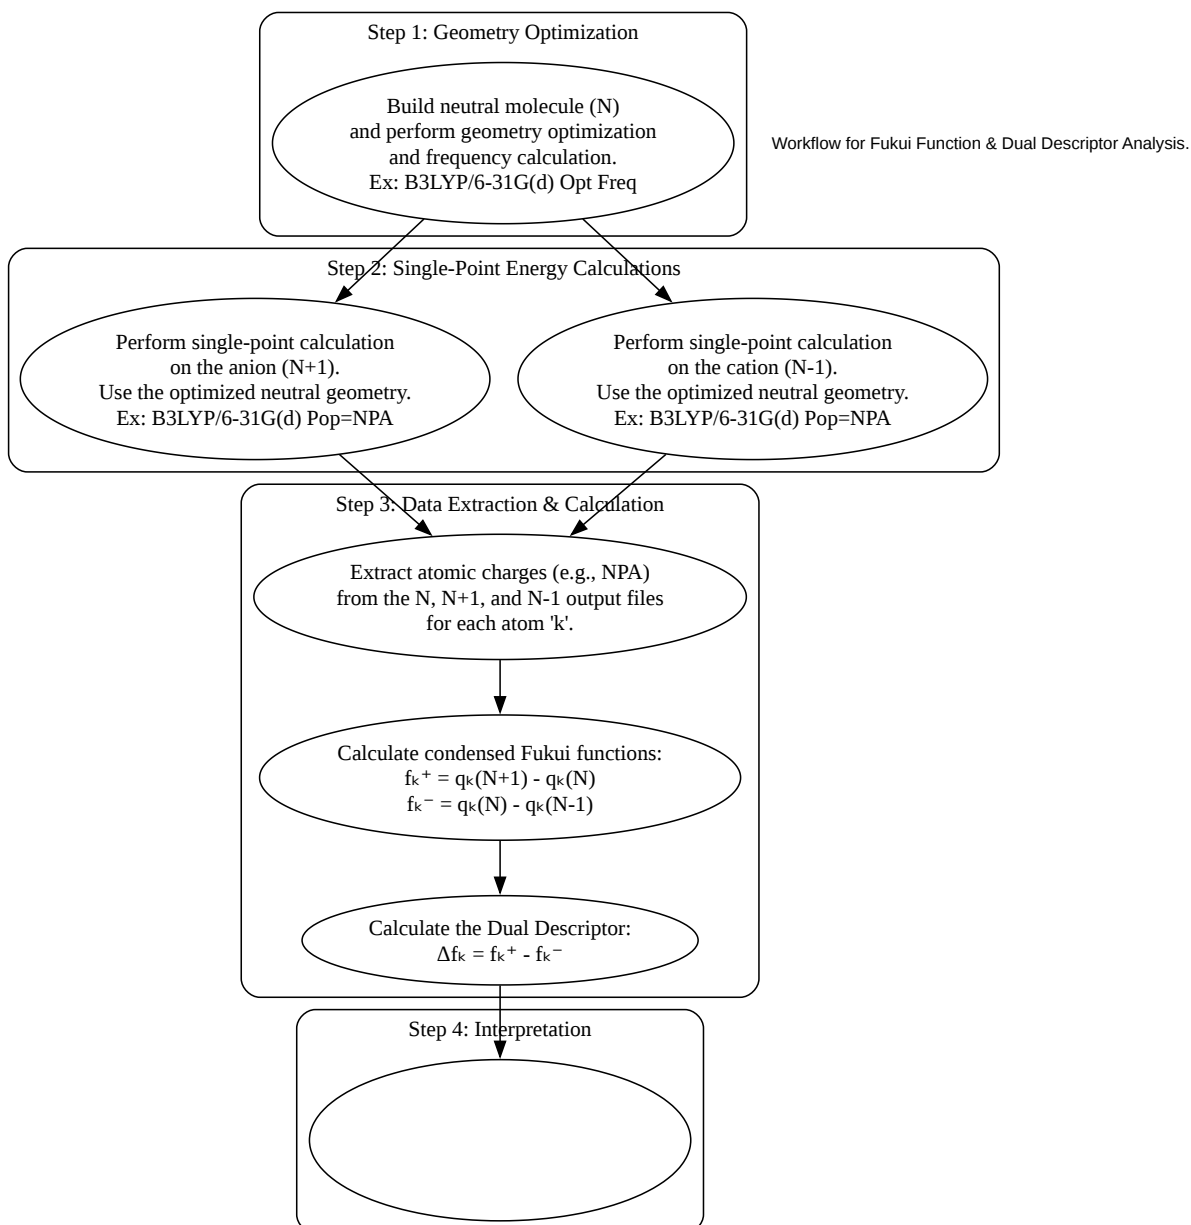 Step 1: Geometry Optimization
Build neutral molecule (N)
and perform geometry optimization
and frequency calculation.
Ex: B3LYP/6-31G(d) Opt Freq
Workflow for Fukui Function & Dual Descriptor Analysis.
Step 2: Single-Point Energy Calculations
Perform single-point calculation
on the anion (N+1).
Use the optimized neutral geometry.
Ex: B3LYP/6-31G(d) Pop=NPA
Perform single-point calculation
on the cation (N-1).
Use the optimized neutral geometry.
Ex: B3LYP/6-31G(d) Pop=NPA
Step 3: Data Extraction & Calculation
Extract atomic charges (e.g., NPA)
from the N, N+1, and N-1 output files
for each atom 'k'.
Calculate condensed Fukui functions:
fₖ⁺ = qₖ(N+1) - qₖ(N)
fₖ⁻ = qₖ(N) - qₖ(N-1)
Calculate the Dual Descriptor:
Δfₖ = fₖ⁺ - fₖ⁻
Step 4: Interpretation